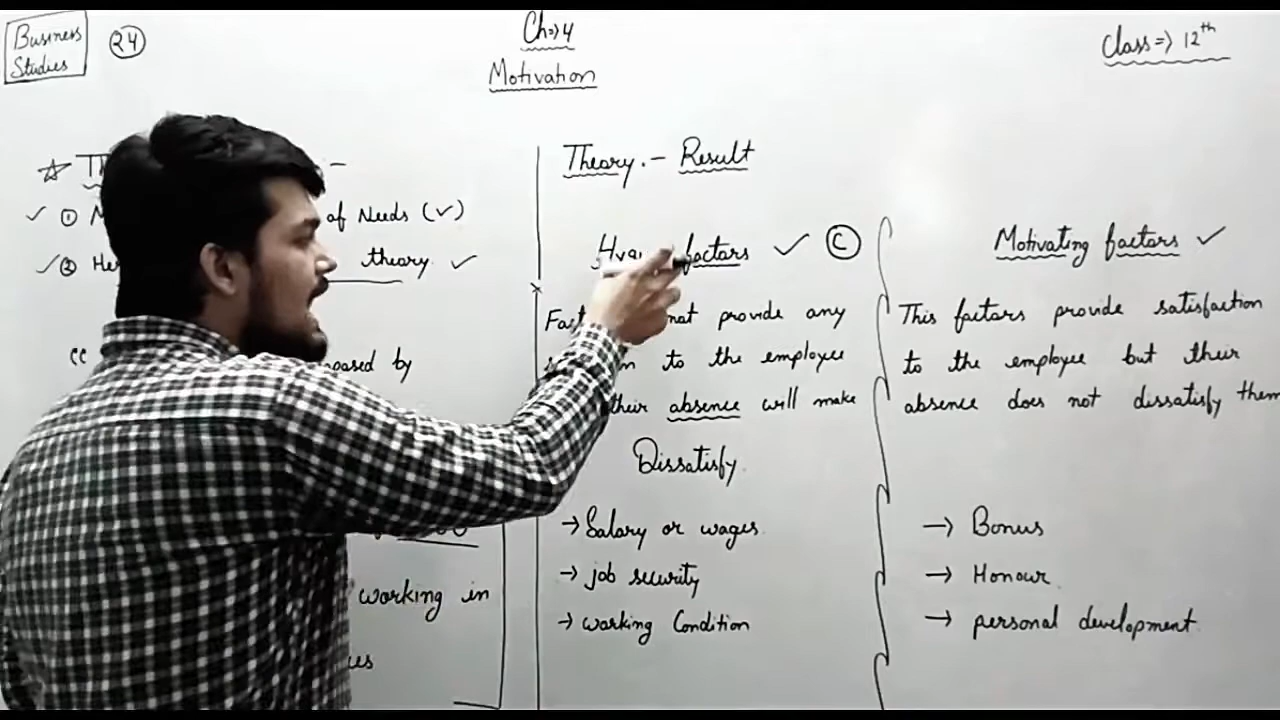 Business
Studies
24
Ch=>4
Motivation
Class=> 12th
of Needs (✓)
theory ✓
by
working in
Theory. - Result
factors ✓ C
not provide any
to the employee
their absence will make
Dissatisfy.
→ Salary or wages
→ job security
→ working Condition
Motivating factors ✓
This factors provide satisfaction
to the employee but their
absence does not dissatisfy them
→ Bonus
→ Honour
→ personal development